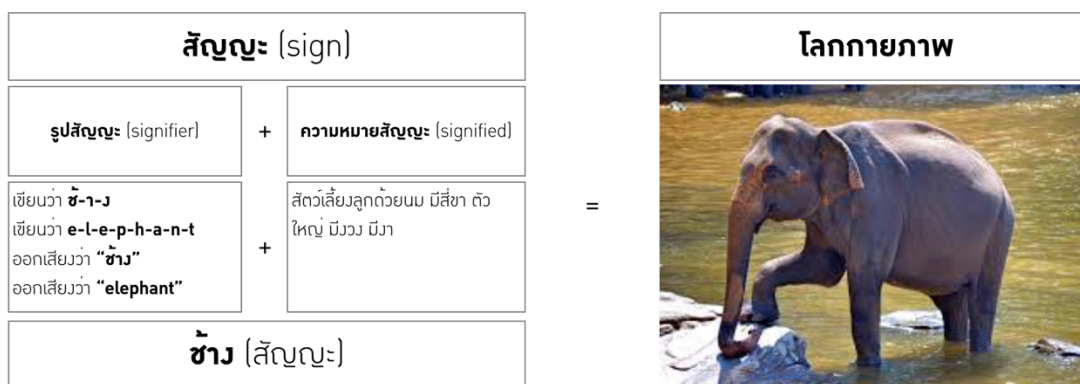 สัญญะ (sign)
โลกกายภาพ
รูปสัญญะ (signifier)
+
ความหมายสัญญะ (signified)
เขียนว่า ช้-า-ง
เขียนว่า e-l-e-p-h-a-n-t
ออกเสียงว่า “ช้าง”
ออกเสียงว่า “elephant”
+
สัตว์เลี้ยงลูกด้วยนม มีสี่ขา ตัว
ใหญ่ มีงวง มีงา
=
ช้าง (สัญญะ)